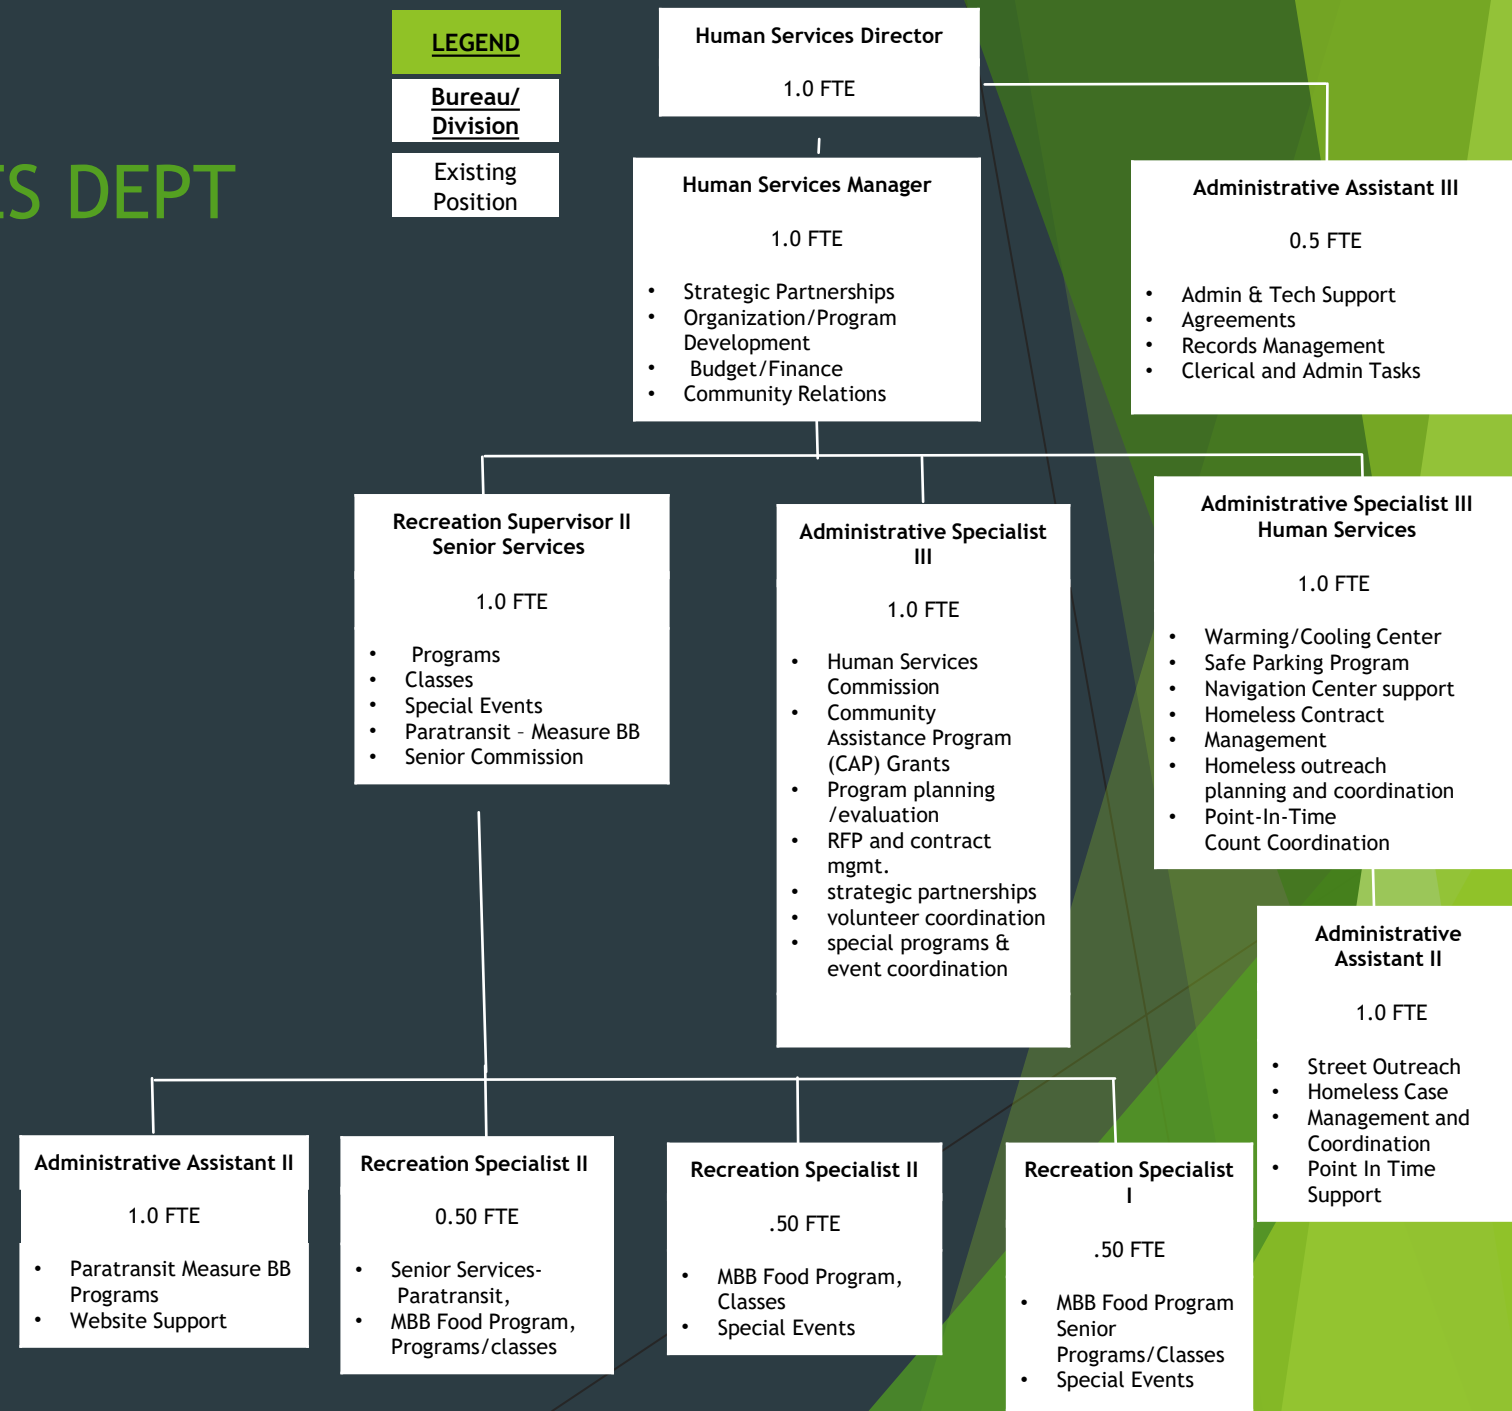 ES DEPT
LEGEND
Bureau/
Division
Existing
Position
Human Services Director
1.0 FTE
Human Services Manager
1.0 FTE
• Strategic Partnerships
• Organization/Program
Development
• Budget/Finance
• Community Relations
Administrative Assistant III
0.5 FTE
• Admin & Tech Support
• Agreements
• Records Management
• Clerical and Admin Tasks
Recreation Supervisor II
Senior Services
1.0 FTE
• Programs
• Classes
• Special Events
• Paratransit – Measure BB
• Senior Commission
Administrative Specialist
III
1.0 FTE
• Human Services
Commission
• Community
Assistance Program
(CAP) Grants
• Program planning
/evaluation
• RFP and contract
mgmt.
• strategic partnerships
• volunteer coordination
• special programs &
event coordination
Administrative Specialist III
Human Services
1.0 FTE
• Warming/Cooling Center
• Safe Parking Program
• Navigation Center support
• Homeless Contract
• Management
• Homeless outreach
planning and coordination
• Point-In-Time
Count Coordination
Administrative
Assistant II
1.0 FTE
• Street Outreach
• Homeless Case
• Management and
Coordination
• Point In Time
Support
Administrative Assistant II
1.0 FTE
• Paratransit Measure BB
Programs
• Website Support
Recreation Specialist II
0.50 FTE
• Senior Services-
Paratransit,
• MBB Food Program,
Programs/classes
Recreation Specialist II
.50 FTE
• MBB Food Program,
Classes
• Special Events
Recreation Specialist
I
.50 FTE
• MBB Food Program
Senior
Programs/Classes
• Special Events